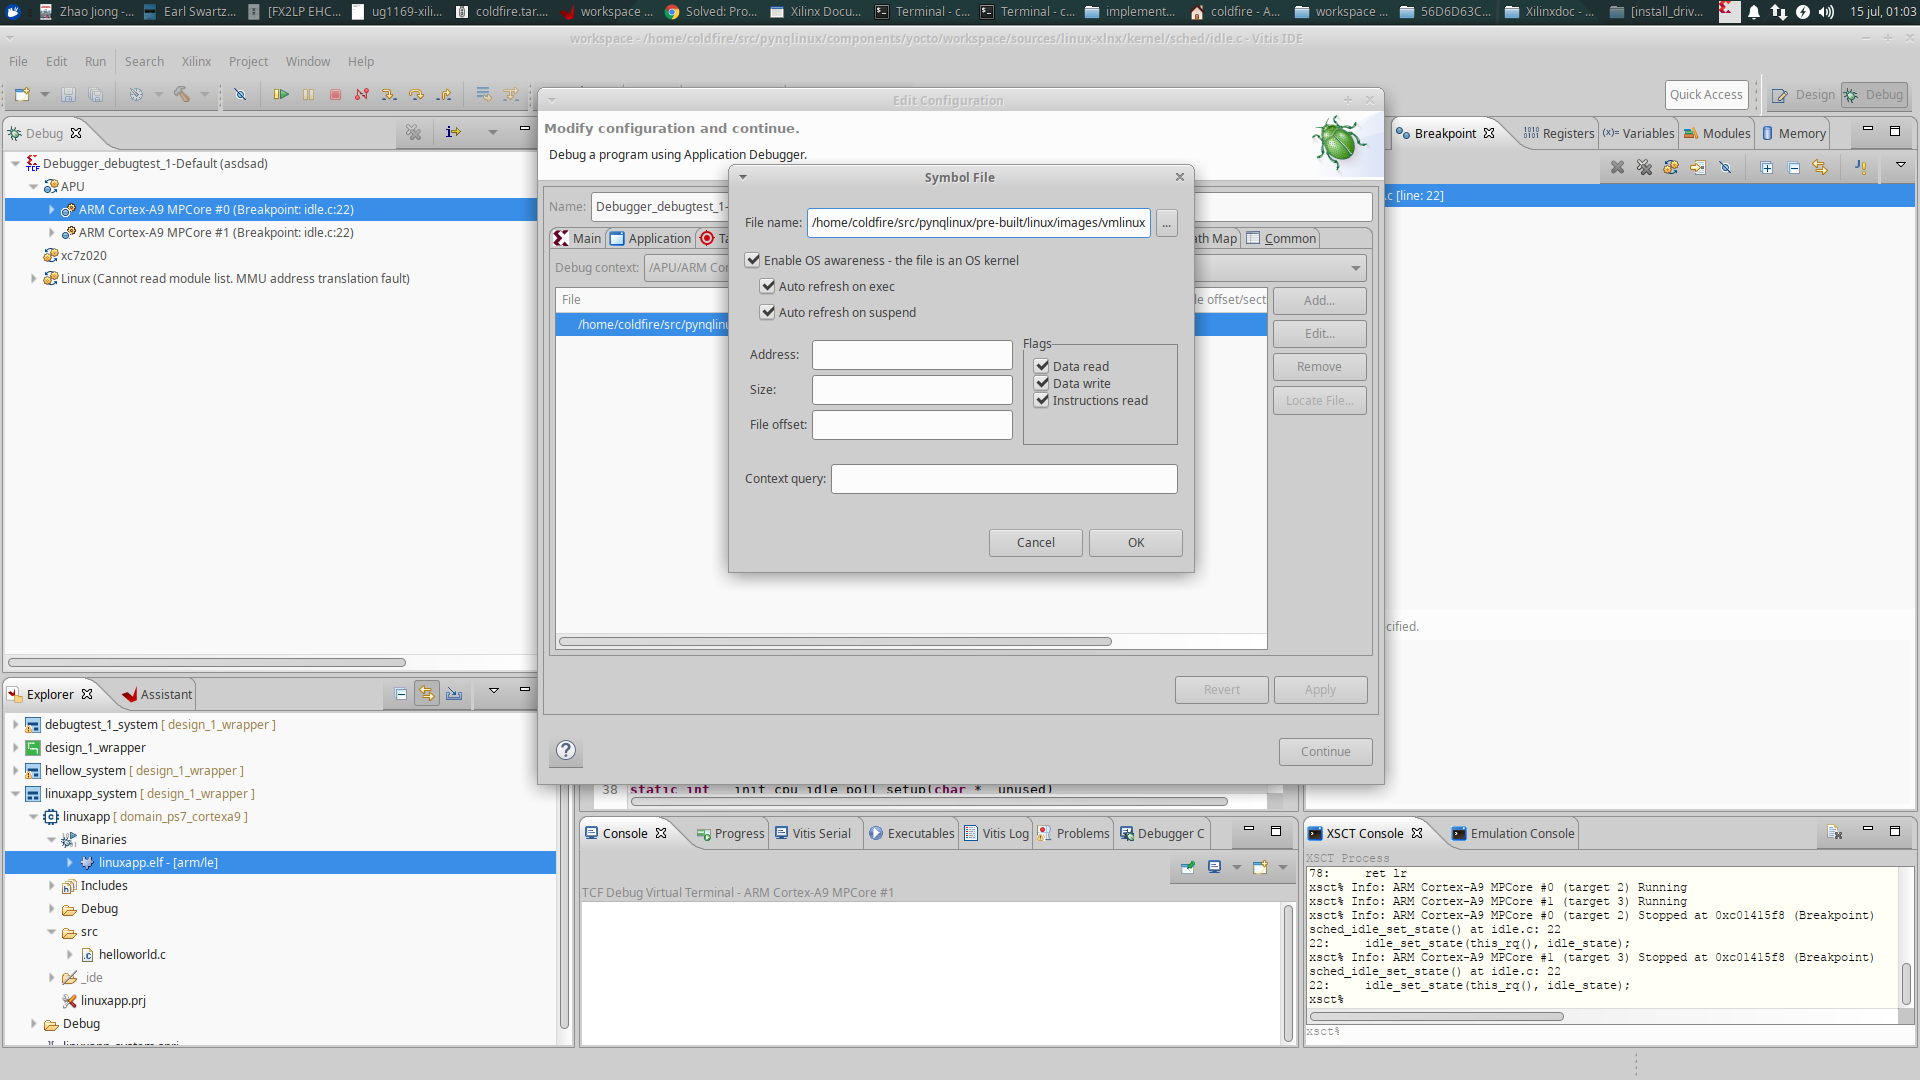 Zhao Jiong -...
Earl Swartz...
[FX2LP EHC...
ug1169-xili...
coldfire.tar....
workspace ...
Solved: Pro...
Xilinx Docu...
Terminal - c...
Terminal - c...
implement...
coldfire - A...
workspace ...
56D6D63C...
Xilinxdoc - ...
[install_driv...
15 jul, 01:03
workspace - /home/coldfire/src/pynqlinux/components/yocto/workspace/sources/linux-xlnx/kernel/sched/idle.c - Vitis IDE
File Edit Run Search Xilinx Project Window Help
Quick Access
Design
Debug
Debug
Debugger_debugtest_1-Default (asdsad)
APU
ARM Cortex-A9 MPCore #0 (Breakpoint: idle.c:22)
ARM Cortex-A9 MPCore #1 (Breakpoint: idle.c:22)
xc7z020
Linux (Cannot read module list. MMU address translation fault)
Edit Configuration
Modify configuration and continue.
Debug a program using Application Debugger.
Name: Debugger_debugtest_1-
Main
Application
Ta
ath Map
Common
Debug context: /APU/ARM Cor
File
le offset/sect
/home/coldfire/src/pynqlinu
Add...
Edit...
Remove
Locate File...
Revert
Apply
Continue
Symbol File
File name: /home/coldfire/src/pynqlinux/pre-built/linux/images/vmlinux
...
Enable OS awareness - the file is an OS kernel
Auto refresh on exec
Auto refresh on suspend
Address:
Size:
File offset:
Flags
Data read
Data write
Instructions read
Context query:
Cancel
OK
Breakpoint
Registers
Variables
Modules
Memory
.c [line: 22]
cified.
Explorer
Assistant
debugtest_1_system [ design_1_wrapper ]
design_1_wrapper
hellow_system [ design_1_wrapper ]
linuxapp_system [ design_1_wrapper ]
linuxapp [ domain_ps7_cortexa9 ]
Binaries
linuxapp.elf - [arm/le]
Includes
Debug
src
helloworld.c
_ide
linuxapp.prj
Debug
linuxapp_system.sprj
38 static int __init cpu_idle_poll_setup(char *__unused)
Console
Progress
Vitis Serial
Executables
Vitis Log
Problems
Debugger C
TCF Debug Virtual Terminal - ARM Cortex-A9 MPCore #1
XSCT Console
Emulation Console
XSCT Process
78: ret lr
xsct% Info: ARM Cortex-A9 MPCore #0 (target 2) Running
xsct% Info: ARM Cortex-A9 MPCore #1 (target 3) Running
xsct% Info: ARM Cortex-A9 MPCore #0 (target 2) Stopped at 0xc01415f8 (Breakpoint)
sched_idle_set_state() at idle.c: 22
22: idle_set_state(this_rq(), idle_state);
xsct% Info: ARM Cortex-A9 MPCore #1 (target 3) Stopped at 0xc01415f8 (Breakpoint)
sched_idle_set_state() at idle.c: 22
22: idle_set_state(this_rq(), idle_state);
xsct%
xsct%